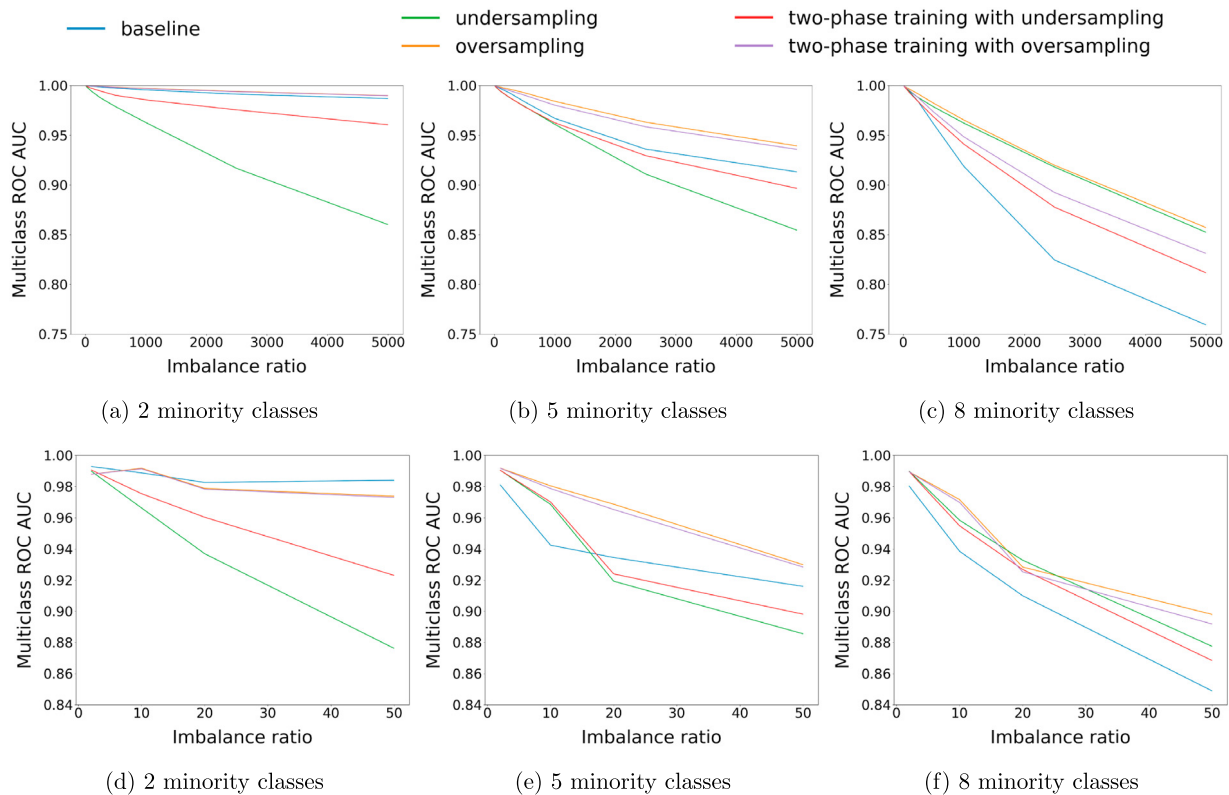 baseline
undersampling
oversampling
two-phase training with undersampling
two-phase training with oversampling
Multiclass ROC AUC
1.00
0.95
0.90
0.85
0.80
0.75
0 1000 2000 3000 4000 5000
Imbalance ratio
(a) 2 minority classes
Multiclass ROC AUC
1.00
0.95
0.90
0.85
0.80
0.75
0 1000 2000 3000 4000 5000
Imbalance ratio
(b) 5 minority classes
Multiclass ROC AUC
1.00
0.95
0.90
0.85
0.80
0.75
0 1000 2000 3000 4000 5000
Imbalance ratio
(c) 8 minority classes
Multiclass ROC AUC
1.00
0.98
0.96
0.94
0.92
0.90
0.88
0.86
0.84
0 10 20 30 40 50
Imbalance ratio
(d) 2 minority classes
Multiclass ROC AUC
1.00
0.98
0.96
0.94
0.92
0.90
0.88
0.86
0.84
0 10 20 30 40 50
Imbalance ratio
(e) 5 minority classes
Multiclass ROC AUC
1.00
0.98
0.96
0.94
0.92
0.90
0.88
0.86
0.84
0 10 20 30 40 50
Imbalance ratio
(f) 8 minority classes